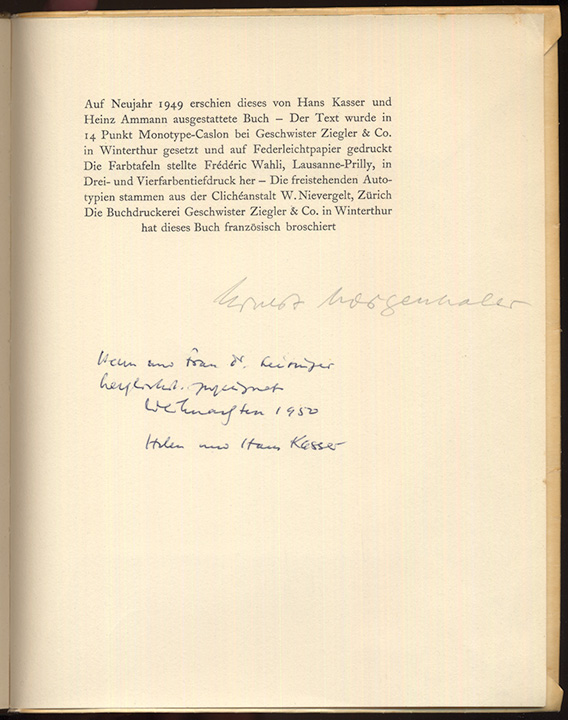 Auf Neujahr 1949 erschien dieses von Hans Kasser und
Heinz Ammann ausgestattete Buch – Der Text wurde in
14 Punkt Monotype-Caslon bei Geschwister Ziegler & Co.
in Winterthur gesetzt und auf Federleichtpapier gedruckt
Die Farbtafeln stellte Frédéric Wahli, Lausanne-Prilly, in
Drei- und Vierfarbentiefdruck her – Die freistehenden Auto-
typien stammen aus der Clichéanstalt W. Nievergelt, Zürich
Die Buchdruckerei Geschwister Ziegler & Co. in Winterthur
hat dieses Buch französisch broschiert
Ernst Morgenthaler
Herrn und Frau Dr.
herzlichst zugeeignet
Weihnachten 1950
Helen und Hans Kasser